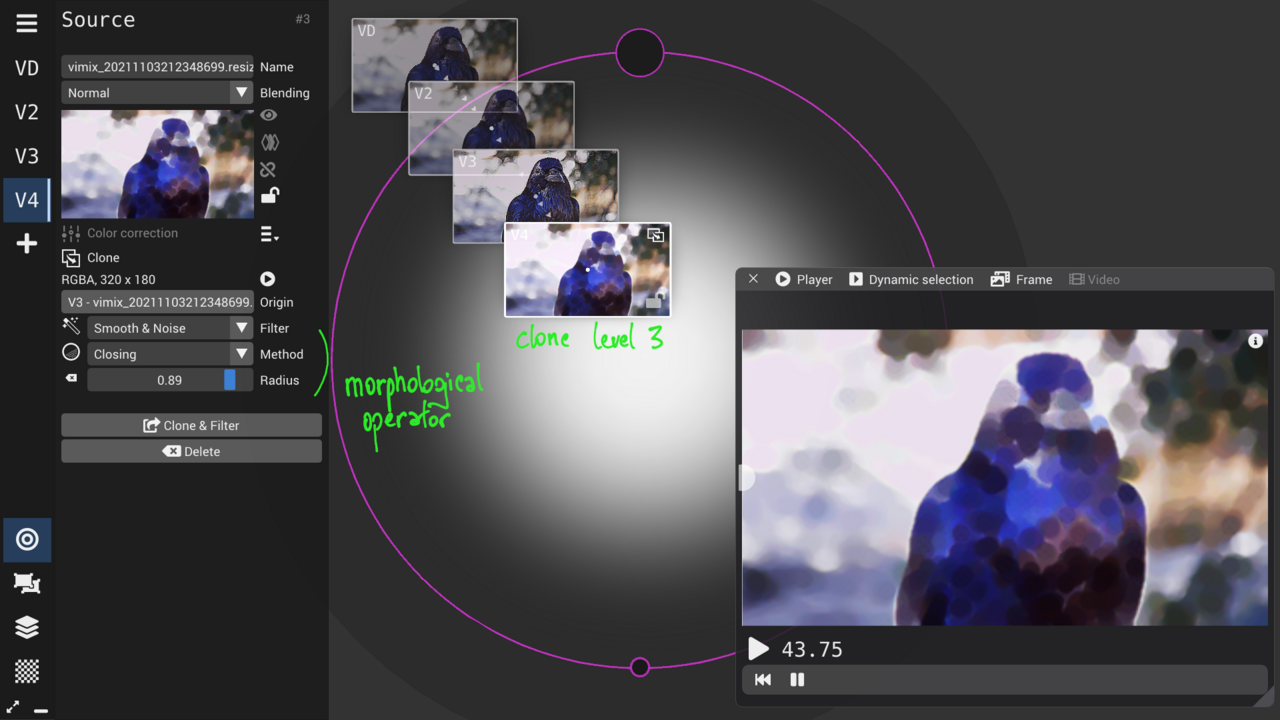 Source
#3
VD
V2
V3
V4
vimix_20211103212348699.resiz
Name
Normal
Blending
Color correction
Clone
RGBA, 320 x 180
V3 - vimix_20211103212348699.
Origin
Smooth & Noise
Filter
Closing
Method
0.89
Radius
Clone & Filter
Delete
VD
V2
V3
V4
clone level 3
morphological
operator
Player
Dynamic selection
Frame
Video
43.75